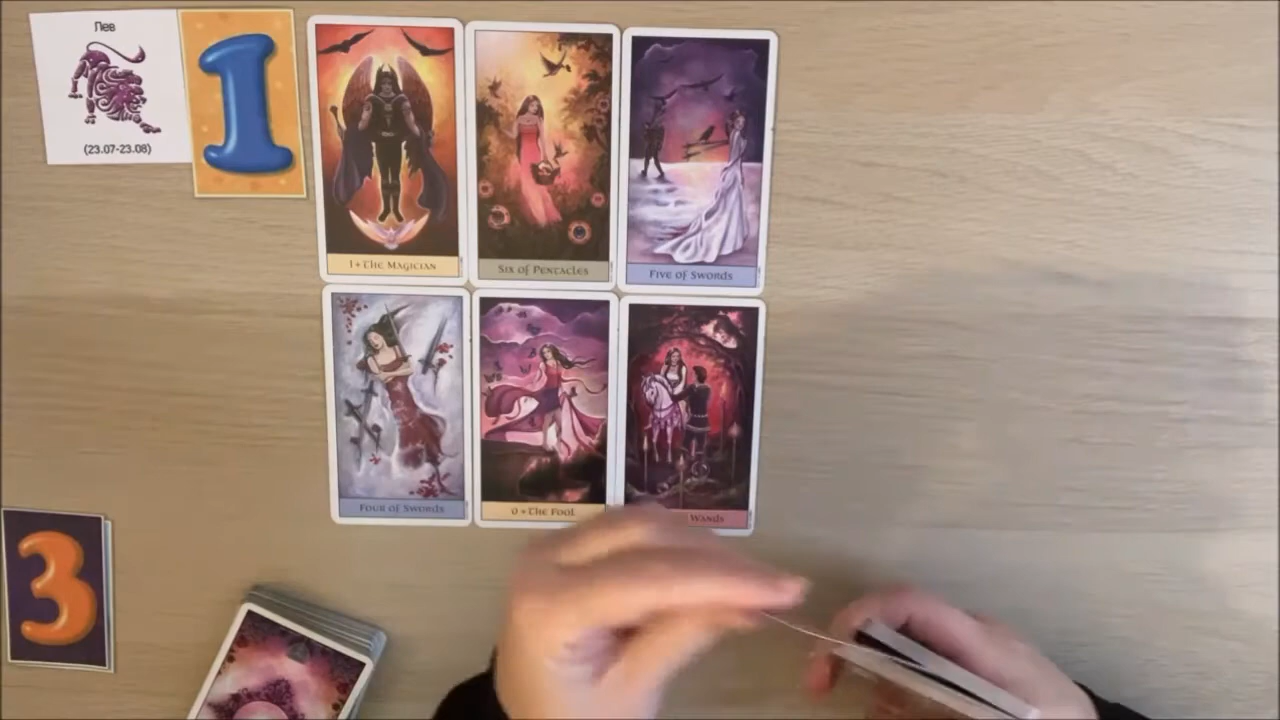 Лев
(23.07-23.08)
1
I + The Magician
Six of Pentacles
Five of Swords
Four of Swords
0 + The Fool
Wands
3